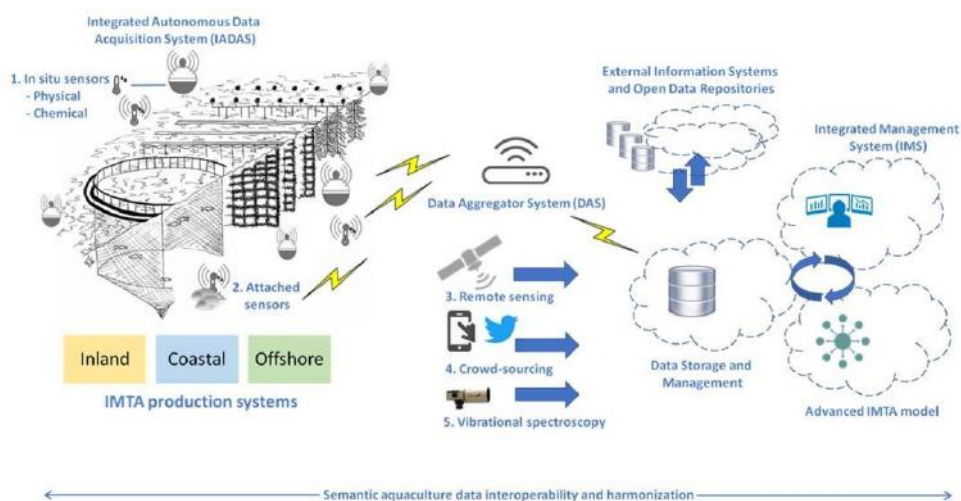 Integrated Autonomous Data
Acquisition System (IADAS)
1. In situ sensors
- Physical
- Chemical
2. Attached
sensors
Inland
Coastal
Offshore
IMTA production systems
Data Aggregator System (DAS)
3. Remote sensing
4. Crowd-sourcing
5. Vibrational spectroscopy
External Information Systems
and Open Data Repositories
Integrated Management
System (IMS)
Data Storage and
Management
Advanced IMTA model
Semantic aquaculture data interoperability and harmonization